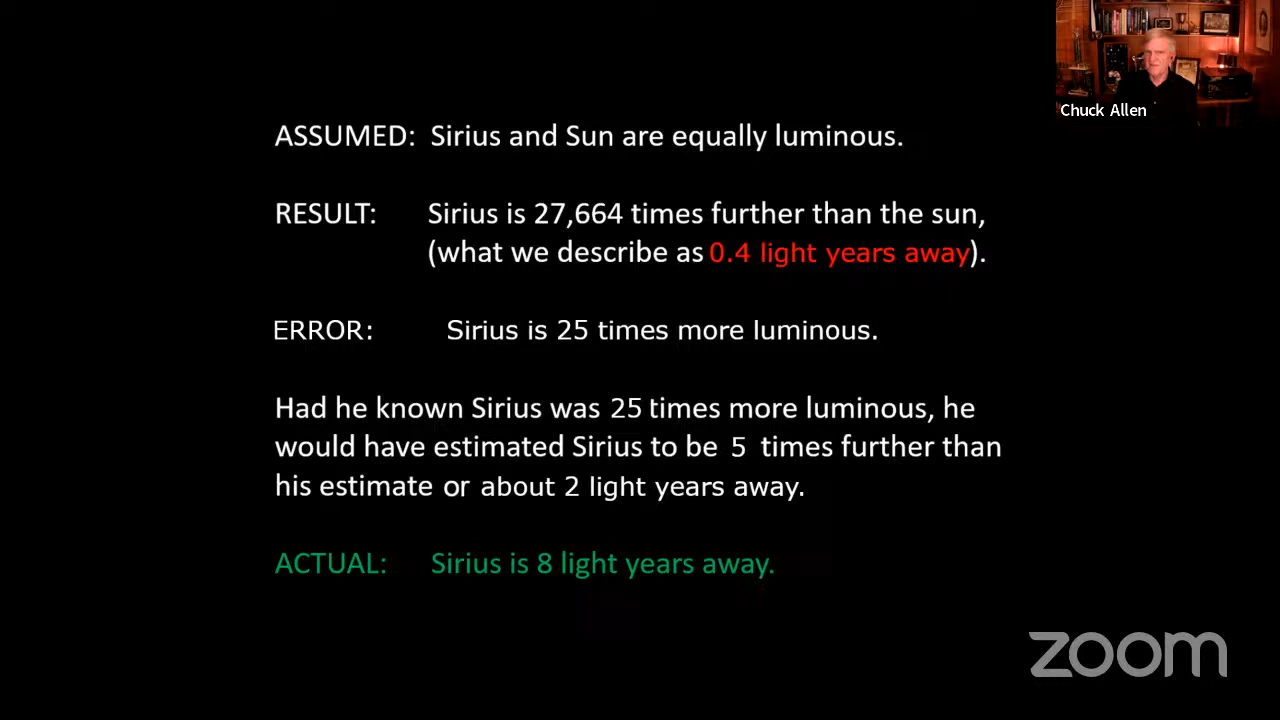 Chuck Allen
ASSUMED: Sirius and Sun are equally luminous.
RESULT: Sirius is 27,664 times further than the sun,
(what we describe as 0.4 light years away).
ERROR: Sirius is 25 times more luminous.
Had he known Sirius was 25 times more luminous, he
would have estimated Sirius to be 5 times further than
his estimate or about 2 light years away.
ACTUAL: Sirius is 8 light years away.
zoom